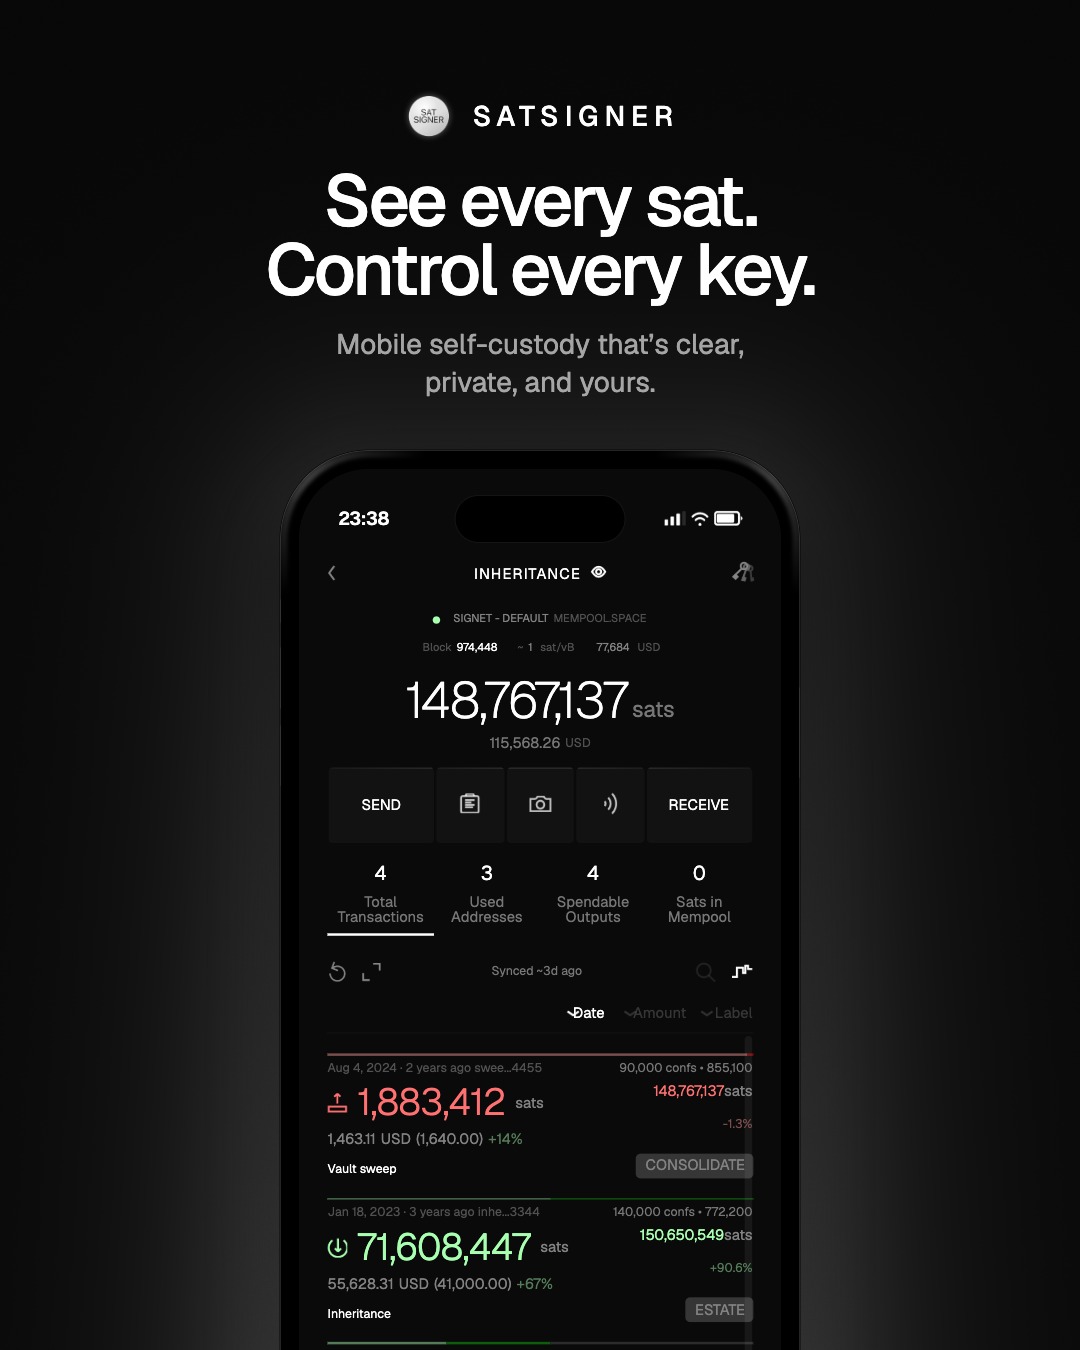 SAT SIGNER
SATSIGNER
See every sat.
Control every key.
Mobile self-custody that's clear,
private, and yours.
23:38
INHERITANCE
SIGNET - DEFAULT MEMPOOL.SPACE
Block 974,448 ~ 1 sat/vB 77,684 USD
148,767,137 sats
115,568.26 USD
SEND RECEIVE
4 3 4 0
Total Used Spendable Sats in
Transactions Addresses Outputs Mempool
Synced ~3d ago
Date Amount Label
Aug 4, 2024 · 2 years ago swee...4455 90,000 confs • 855,100
1,883,412 sats 148,767,137sats
-1.3%
1,463.11 USD (1,640.00) +14%
Vault sweep CONSOLIDATE
Jan 18, 2023 · 3 years ago inhe...3344 140,000 confs • 772,200
71,608,447 sats 150,650,549sats
+90.6%
55,628.31 USD (41,000.00) +67%
Inheritance ESTATE